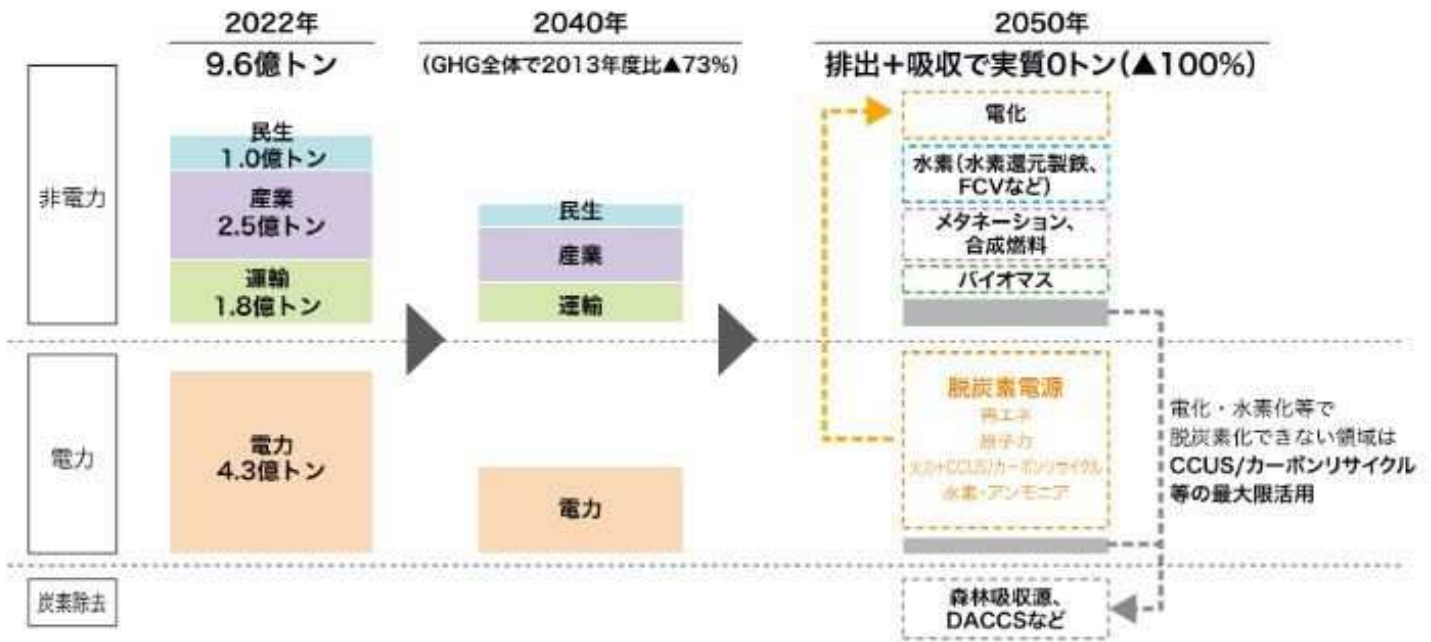 2022年
9.6億トン
2040年
(GHG全体で2013年度比▲73%)
2050年
排出+吸収で実質0トン(▲100%)
非電力
民生
1.0億トン
産業
2.5億トン
運輸
1.8億トン
民生
産業
運輸
電化
水素(水素還元製鉄、
FCVなど)
メタネーション、
合成燃料
バイオマス
電力
電力
4.3億トン
電力
脱炭素電源
再エネ
原子力
火力+CCUS/カーボンリサイクル
水素・アンモニア
電化・水素化等で
脱炭素化できない領域は
CCUS/カーボンリサイクル
等の最大限活用
炭素除去
森林吸収源、
DACCSなど